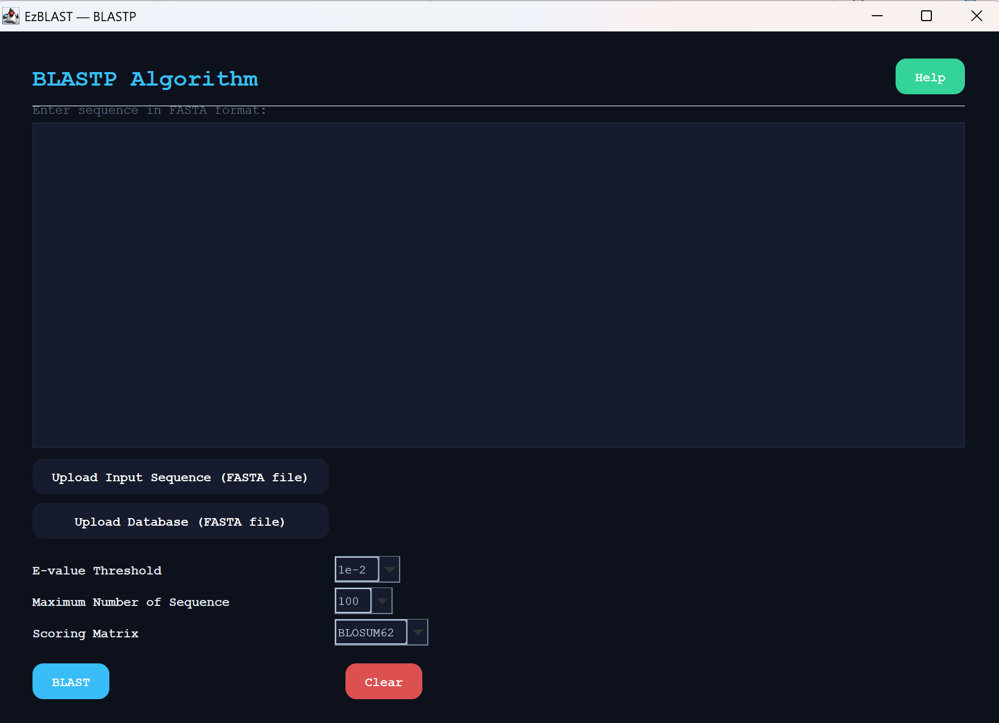 EzBLAST — BLASTP
BLASTP Algorithm
Help
Enter sequence in FASTA format:
Upload Input Sequence (FASTA file)
Upload Database (FASTA file)
E-value Threshold
1e-2
Maximum Number of Sequence
100
Scoring Matrix
BLOSUM62
BLAST
Clear